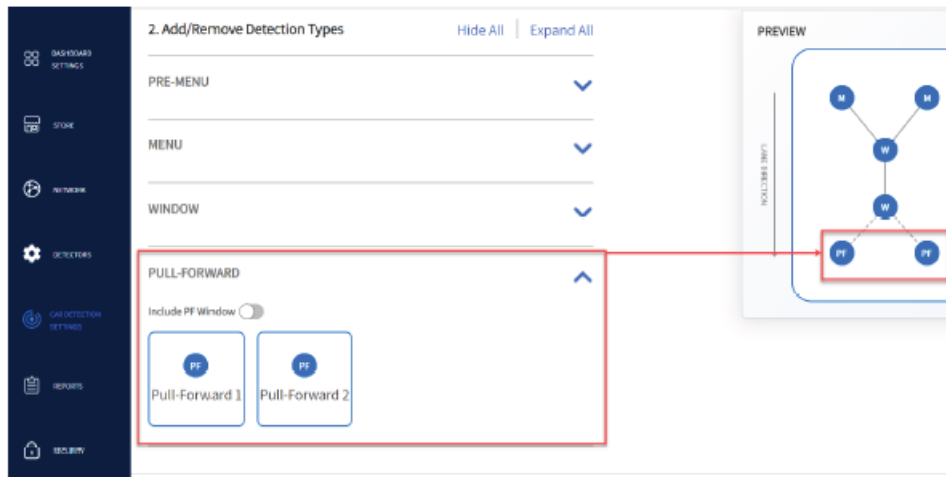 DASHBOARD
SETTINGS
STORE
NETWORK
DETECTORS
CAR DETECTION
SETTINGS
REPORTS
SECURITY
2. Add/Remove Detection Types
Hide All
Expand All
PRE-MENU
MENU
WINDOW
PULL-FORWARD
Include PF Window
PF
PF
Pull-Forward 1
Pull-Forward 2
PREVIEW
LANE DIRECTION
M
M
W
W
PF
PF